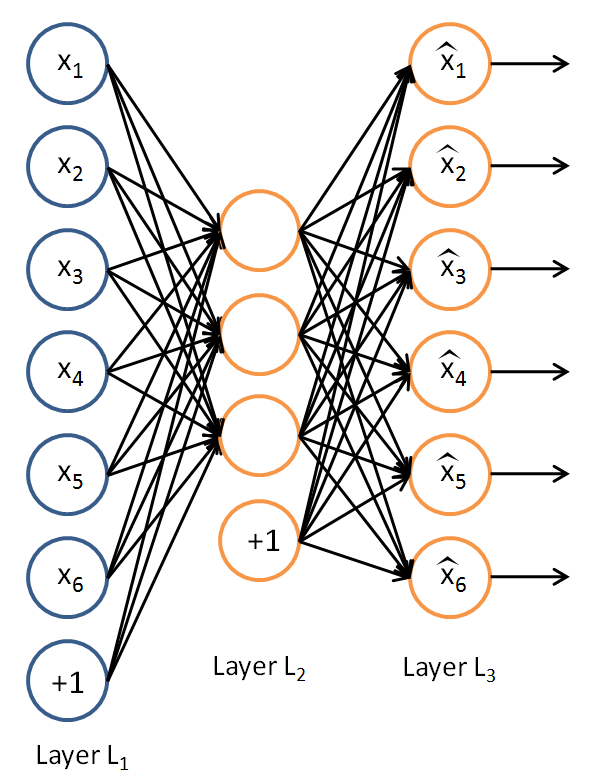 x₁
x₂
x₃
x₄
x₅
x₆
+1
Layer L₁
+1
Layer L₂
x̂₁
x̂₂
x̂₃
x̂₄
x̂₅
x̂₆
Layer L₃